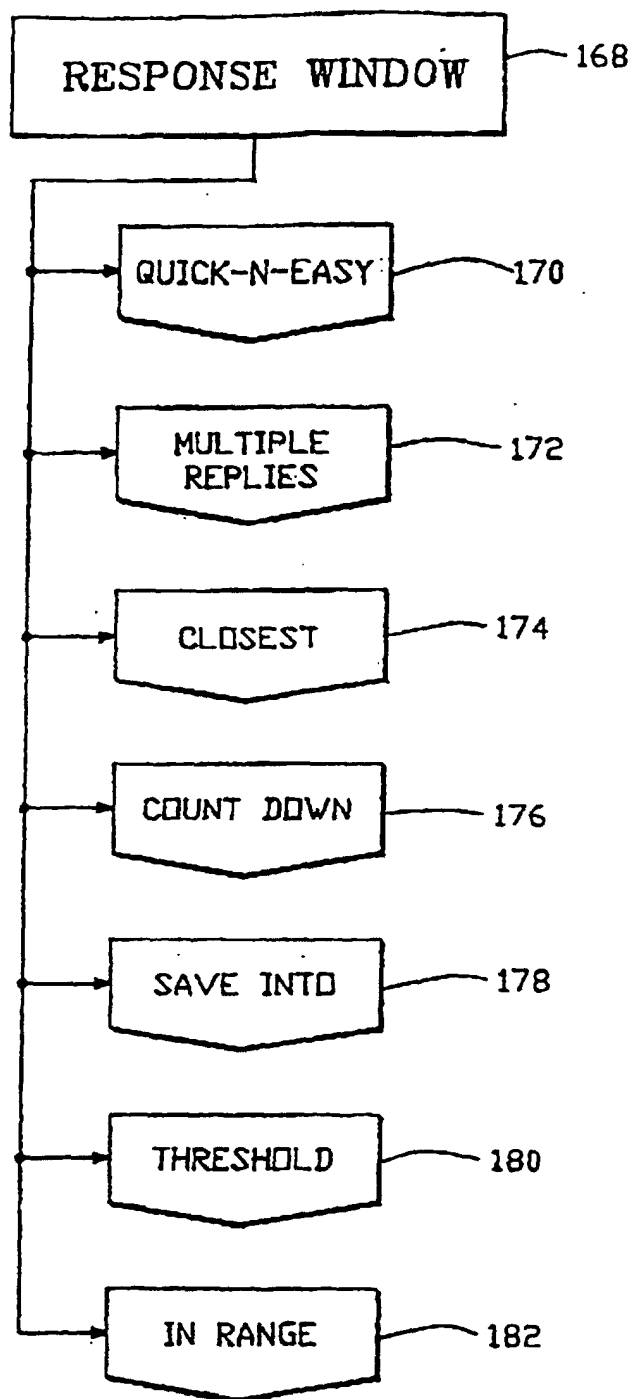 RESPONSE WINDOW 168
QUICK-N-EASY 170
MULTIPLE
REPLIES 172
CLOSEST 174
COUNT DOWN 176
SAVE INTO 178
THRESHOLD 180
IN RANGE 182